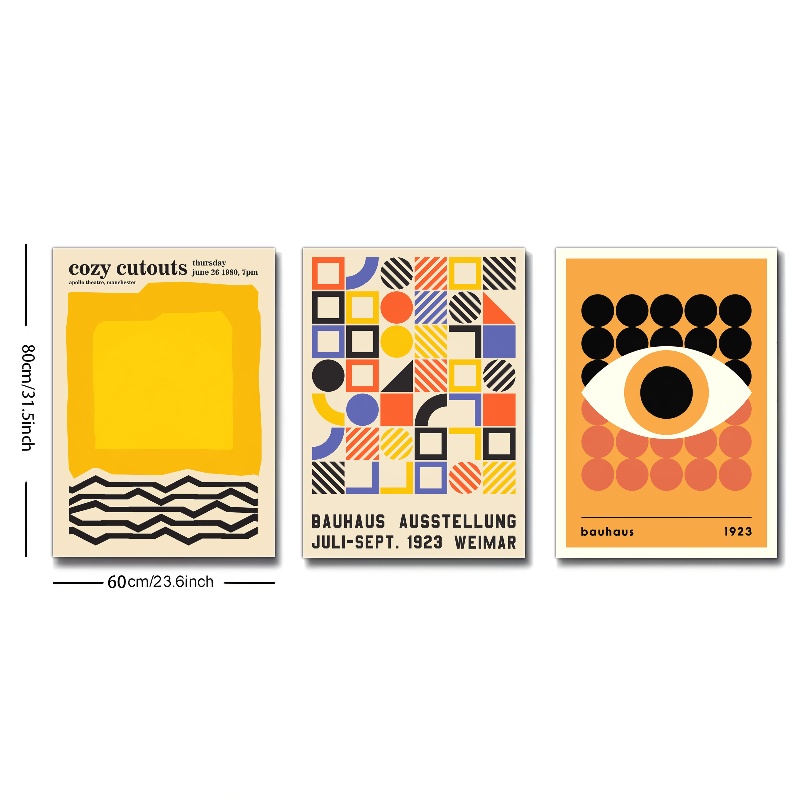 cozy cutouts
thursday
june 26 1980, 7pm
apollo theatre, manchester
80cm/31.5inch
60cm/23.6inch
BAUHAUS AUSSTELLUNG
JULI-SEPT. 1923 WEIMAR
bauhaus 1923